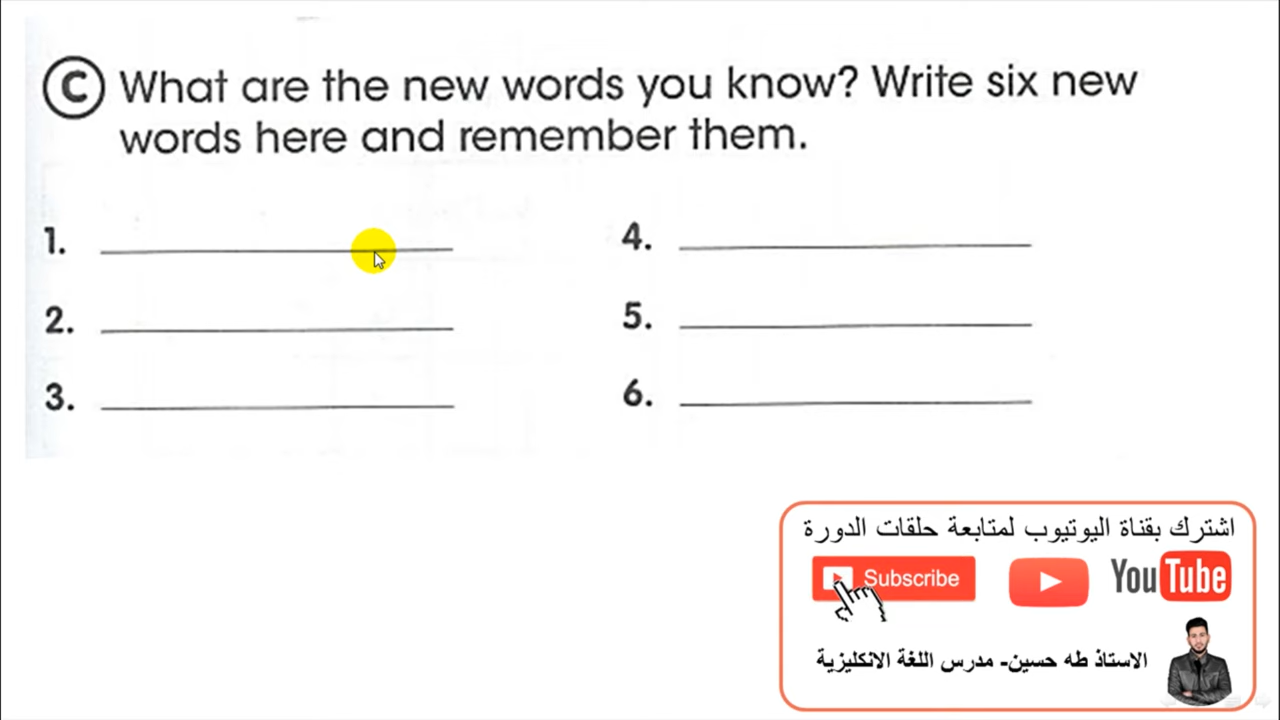 C What are the new words you know? Write six new
words here and remember them.
1. 4.
2. 5.
3. 6.
اشترك بقناة اليوتيوب لمتابعة حلقات الدورة
Subscribe YouTube
الاستاذ طه حسين- مدرس اللغة الانكليزية